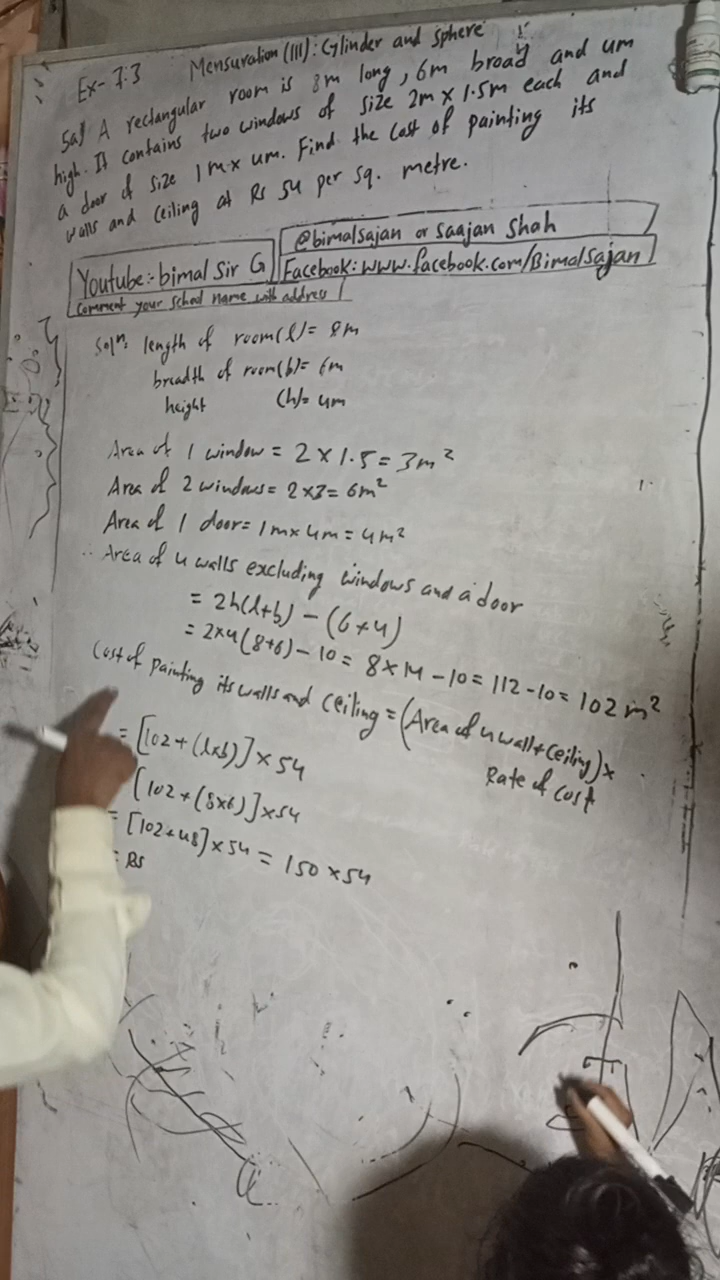 Ex- 7.3 Mensuration (III): Cylinder and Sphere
5a) A rectangular room is 8m long, 6m broad and 4m
high. It contains two windows of size 2m x 1.5m each and
a door of size 1m x 4m. Find the cost of painting its
walls and ceiling at Rs 54 per sq. metre.
@bimalsajan or Saajan Shah
Youtube:- bimal Sir G
Facebook: www.facebook.com/Bimalsajan
Comment your school name with address
Solⁿ: length of room(l)= 8m
breadth of room(b)= 6m
height (h)= 4m
Area of 1 window = 2 × 1.5 = 3m²
Area of 2 windows= 2×3= 6m²
Area of 1 door= 1m×4m=4m²
∴ Area of 4 walls excluding windows and a door
= 2h(l+b) - (6+4)
= 2×4(8+6)-10= 8×14-10= 112-10= 102m²
Cost of painting its walls and ceiling = (Area of 4 wall+ceiling)×
Rate of cost
= [102+(l×b)]×54
[102+(8×6)]×54
= [102+48]×54 = 150×54
= Rs